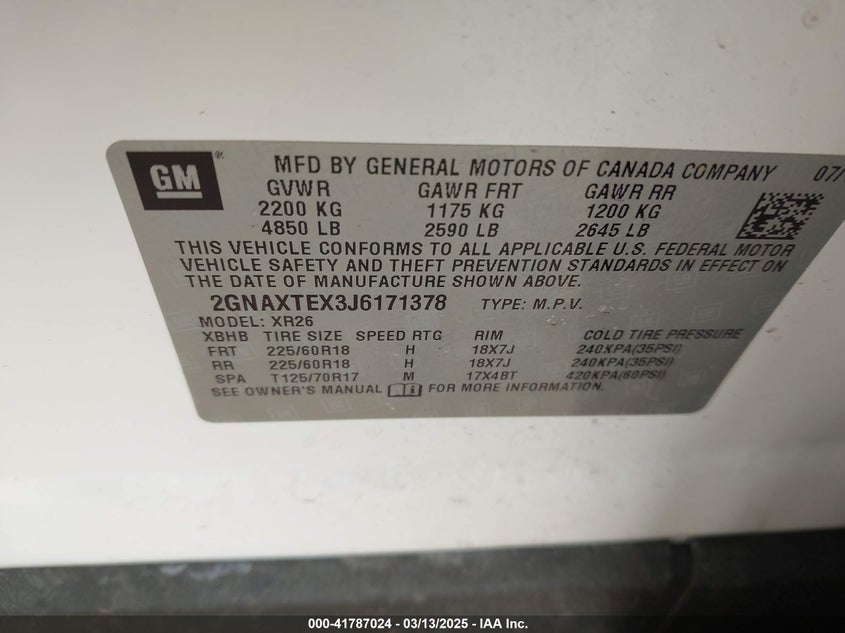 GM ®
MFD BY GENERAL MOTORS OF CANADA COMPANY 07/
GVWR GAWR FRT GAWR RR
2200 KG 1175 KG 1200 KG
4850 LB 2590 LB 2645 LB
THIS VEHICLE CONFORMS TO ALL APPLICABLE U.S. FEDERAL MOTOR
VEHICLE SAFETY AND THEFT PREVENTION STANDARDS IN EFFECT ON
THE DATE OF MANUFACTURE SHOWN ABOVE.
2GNAXTEX3J6171378 TYPE: M.P.V.
MODEL: XR26
XBHB TIRE SIZE SPEED RTG RIM COLD TIRE PRESSURE
FRT 225/60R18 H 18X7J 240KPA(35PSI)
RR 225/60R18 H 18X7J 240KPA(35PSI)
SPA T125/70R17 M 17X4BT 420KPA(60PSI)
SEE OWNER'S MANUAL FOR MORE INFORMATION.
000-41787024 / 03/13/2025 - IAA Inc.